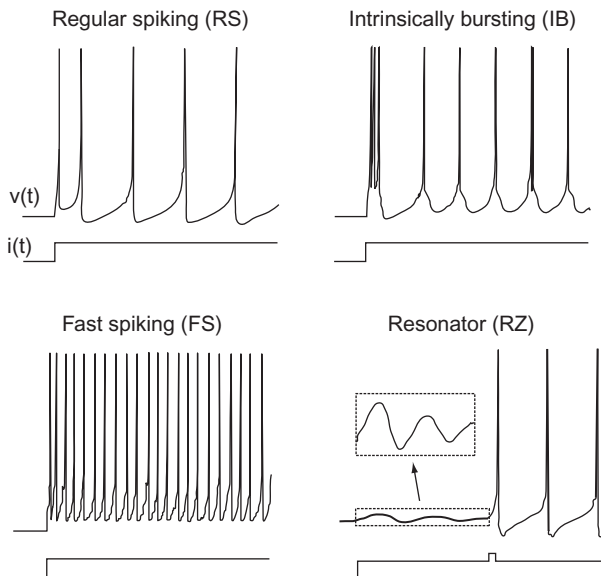 Regular spiking (RS)
Intrinsically bursting (IB)
v(t)
i(t)
Fast spiking (FS)
Resonator (RZ)